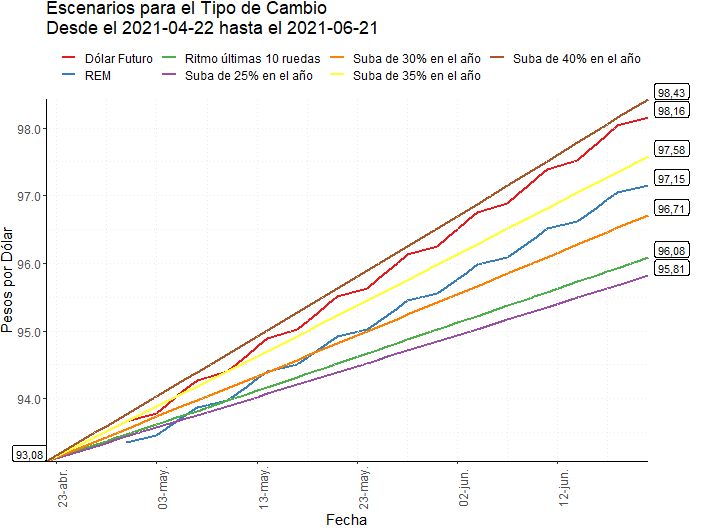 Escenarios para el Tipo de Cambio
Desde el 2021-04-22 hasta el 2021-06-21
Dólar Futuro Ritmo últimas 10 ruedas Suba de 30% en el año Suba de 40% en el año
REM Suba de 25% en el año Suba de 35% en el año
98,43
98,16
97,58
97,15
96,71
96,08
95,81
98.0
97.0
96.0
95.0
94.0
93,08
Pesos por Dólar
23-abr. 03-may. 13-may. 23-may. 02-jun. 12-jun.
Fecha